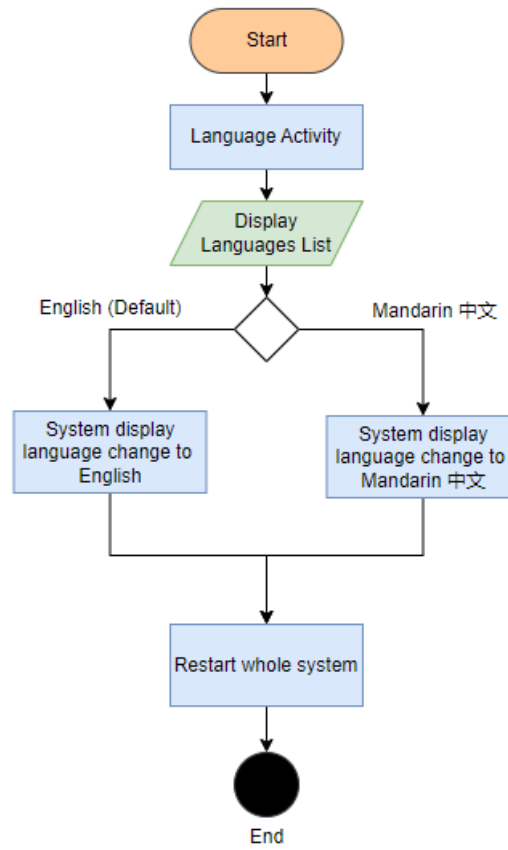 Start
Language Activity
Display
Languages List
English (Default)
Mandarin 中文
System display
language change to
English
System display
language change to
Mandarin 中文
Restart whole system
End